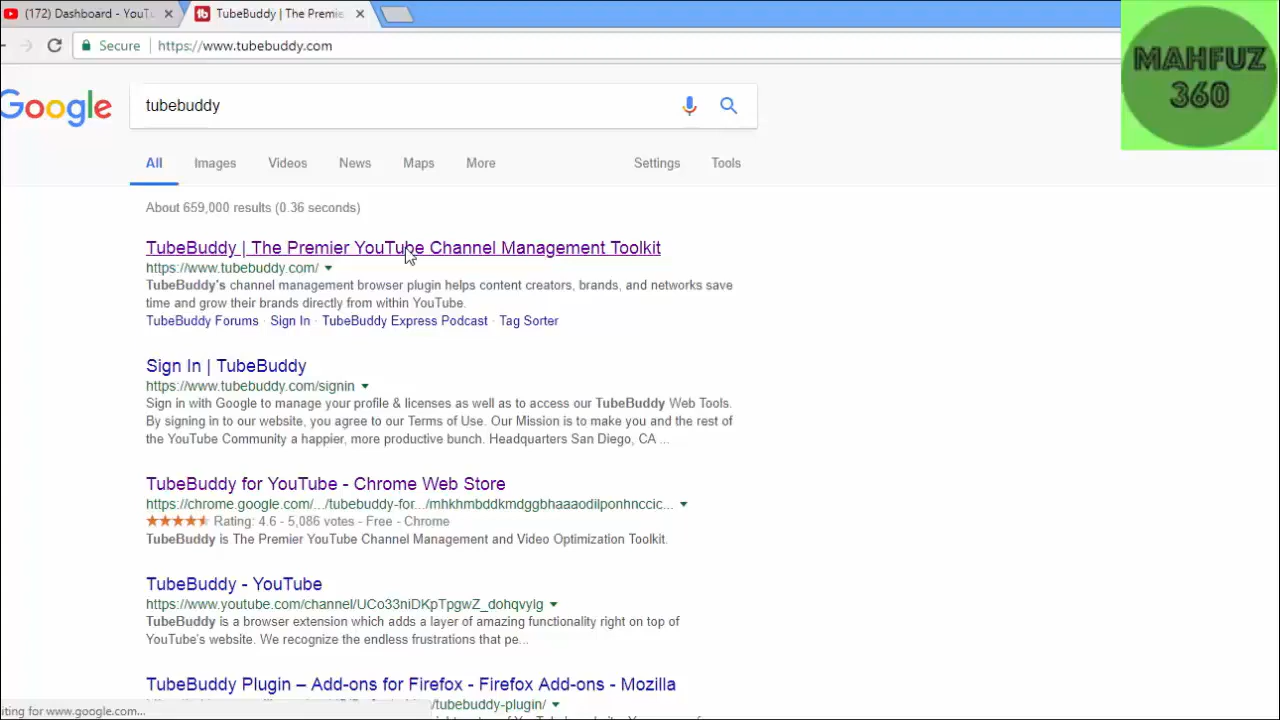 (172) Dashboard - YouT
TubeBuddy | The Premie
Secure
https://www.tubebuddy.com
MAHFUZ
360
Google
tubebuddy
All Images Videos News Maps More Settings Tools
About 659,000 results (0.36 seconds)
TubeBuddy | The Premier YouTube Channel Management Toolkit
https://www.tubebuddy.com/
TubeBuddy's channel management browser plugin helps content creators, brands, and networks save
time and grow their brands directly from within YouTube.
TubeBuddy Forums · Sign In · TubeBuddy Express Podcast · Tag Sorter
Sign In | TubeBuddy
https://www.tubebuddy.com/signin
Sign in with Google to manage your profile & licenses as well as to access our TubeBuddy Web Tools.
By signing in to our website, you agree to our Terms of Use. Our Mission is to make you and the rest of
the YouTube Community a happier, more productive bunch. Headquarters San Diego, CA ...
TubeBuddy for YouTube - Chrome Web Store
https://chrome.google.com/.../tubebuddy-for.../mhkhmbddkmdggbhaaaodilponhnccic...
Rating: 4.6 - 5,086 votes - Free - Chrome
TubeBuddy is The Premier YouTube Channel Management and Video Optimization Toolkit.
TubeBuddy - YouTube
https://www.youtube.com/channel/UCo33niDKpTpgwZ_dohqvylg
TubeBuddy is a browser extension which adds a layer of amazing functionality right on top of
YouTube's website. We recognize the endless frustrations that pe...
TubeBuddy Plugin – Add-ons for Firefox - Firefox Add-ons - Mozilla
/tubebuddy-plugin/
iting for www.google.com...